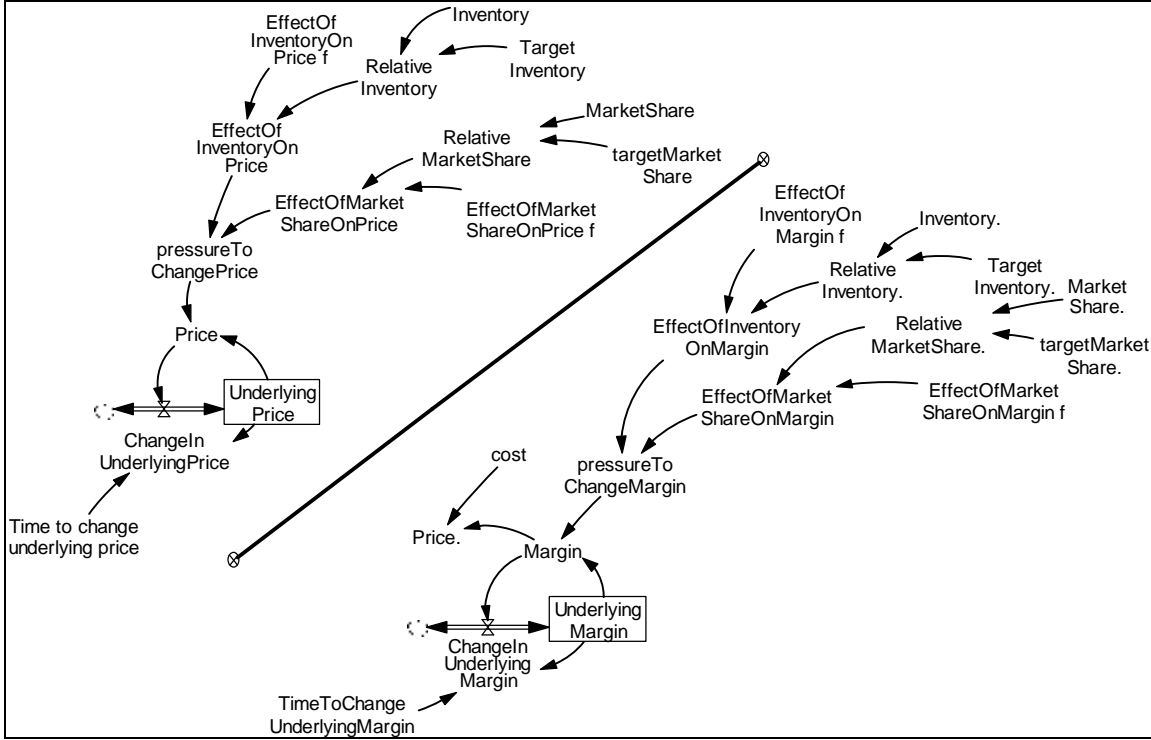 EffectOf
InventoryOn
Price f
Inventory
Target
Inventory
Relative
Inventory
EffectOf
InventoryOn
Price
MarketShare
Relative
MarketShare
targetMarket
Share
EffectOfMarket
ShareOnPrice
EffectOfMarket
ShareOnPrice f
pressureTo
ChangePrice
Price
Underlying
Price
ChangeIn
UnderlyingPrice
Time to change
underlying price
EffectOf
InventoryOn
Margin f
Inventory.
Target
Inventory.
Relative
Inventory.
Market
Share.
EffectOfInventory
OnMargin
Relative
MarketShare.
targetMarket
Share.
EffectOfMarket
ShareOnMargin
EffectOfMarket
ShareOnMargin f
cost
pressureTo
ChangeMargin
Price.
Margin
Underlying
Margin
ChangeIn
Underlying
Margin
TimeToChange
UnderlyingMargin